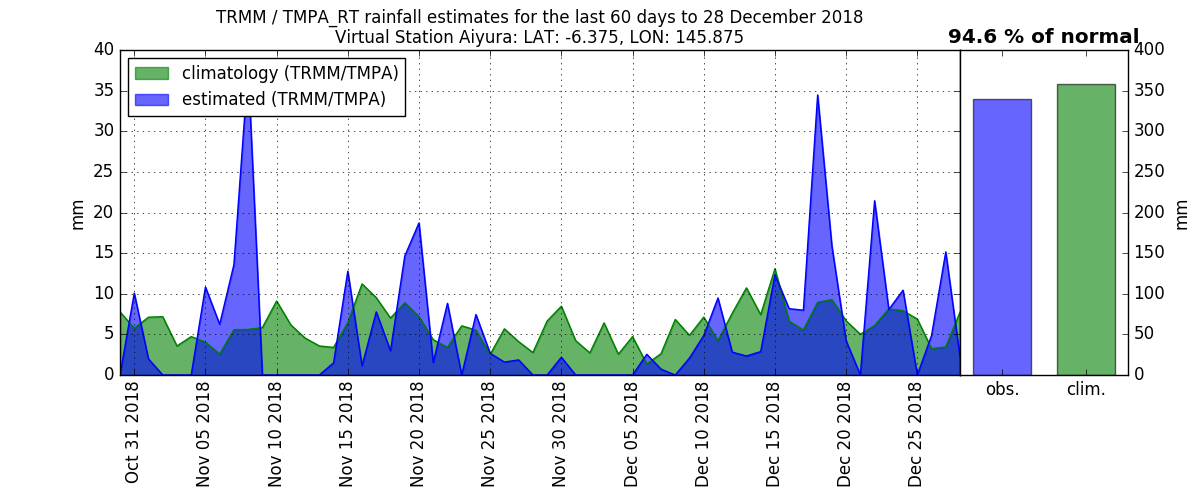 TRMM / TMPA_RT rainfall estimates for the last 60 days to 28 December 2018
Virtual Station Aiyura: LAT: -6.375, LON: 145.875
94.6 % of normal
climatology (TRMM/TMPA)
estimated (TRMM/TMPA)
40
35
30
25
20
15
10
5
0
mm
400
350
300
250
200
150
100
50
0
mm
Oct 31 2018
Nov 05 2018
Nov 10 2018
Nov 15 2018
Nov 20 2018
Nov 25 2018
Nov 30 2018
Dec 05 2018
Dec 10 2018
Dec 15 2018
Dec 20 2018
Dec 25 2018
obs.
clim.